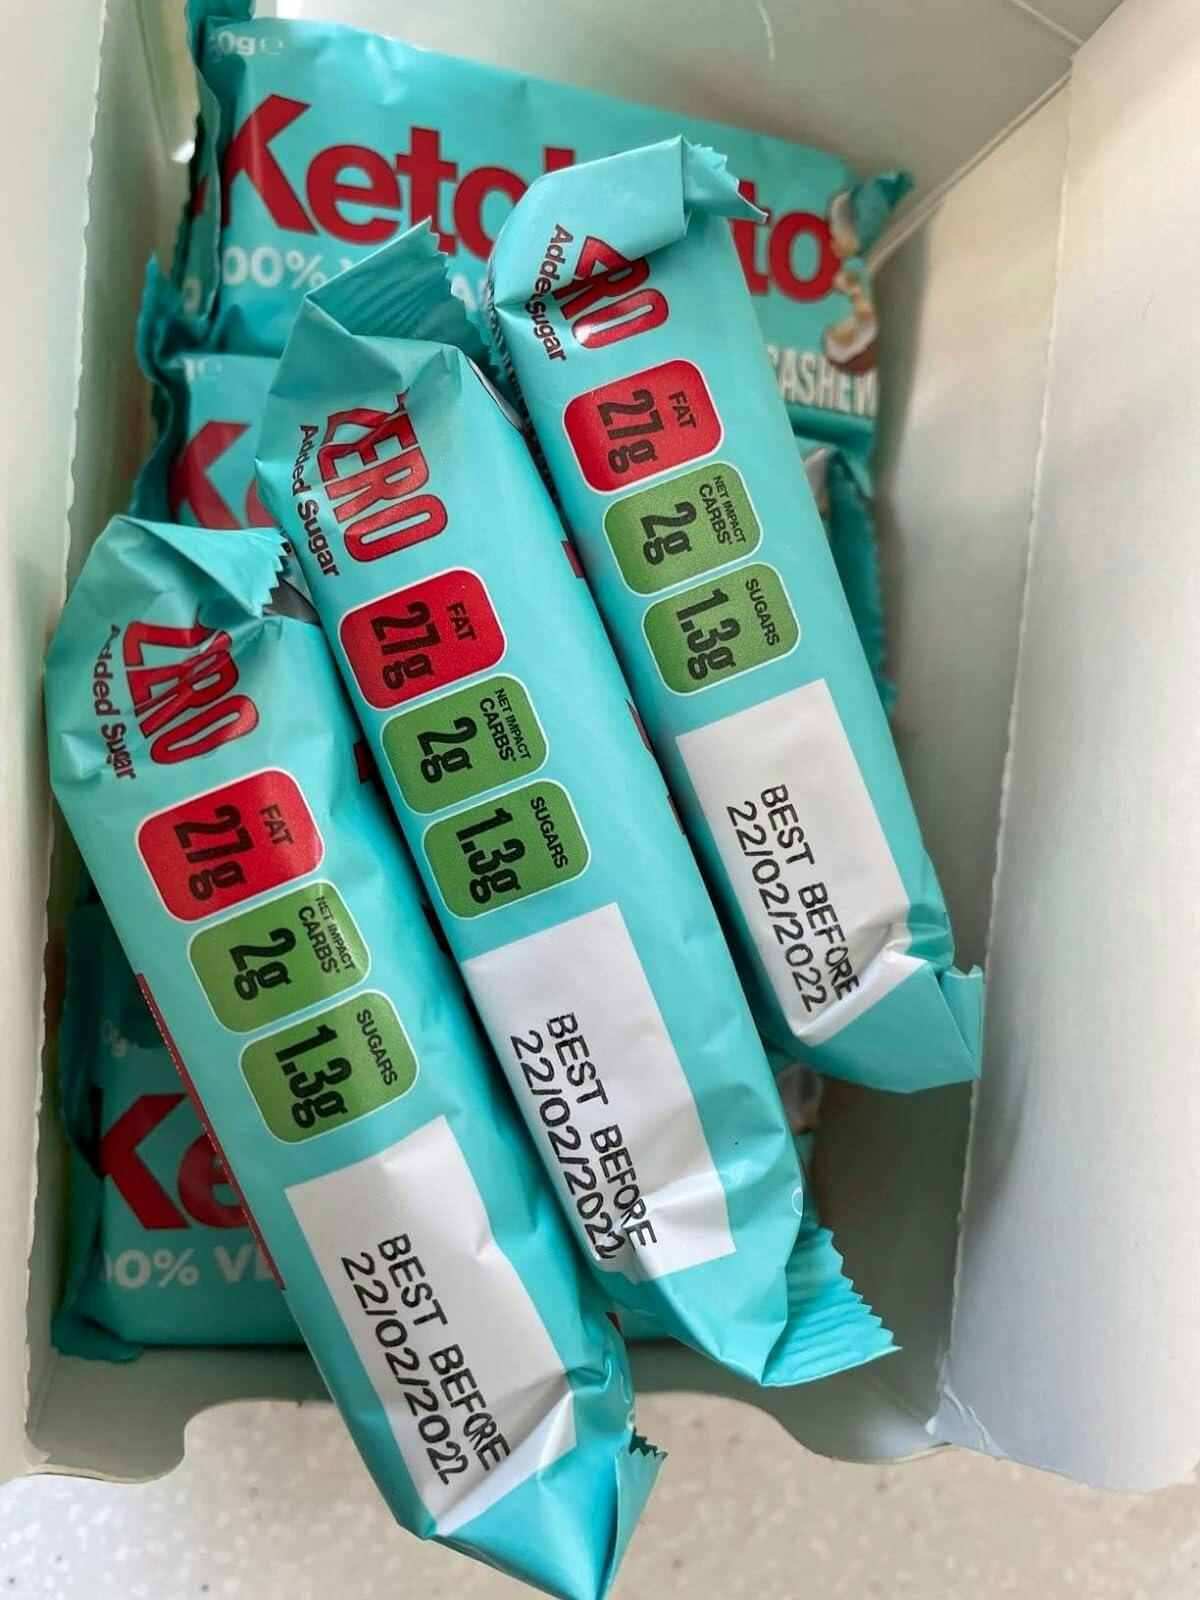 Keto
to
00%
CASHEW
ZERO
Added Sugar
FAT
27g
NET IMPACT
CARBS*
2g
SUGARS
1.3g
BEST BEFORE
22/02/2022
ZERO
Added Sugar
FAT
27g
NET IMPACT
CARBS*
2g
SUGARS
1.3g
BEST BEFORE
22/02/2022
ZERO
Added Sugar
FAT
27g
NET IMPACT
CARBS*
2g
SUGARS
1.3g
BEST BEFORE
22/02/2022
Ke
00% VE